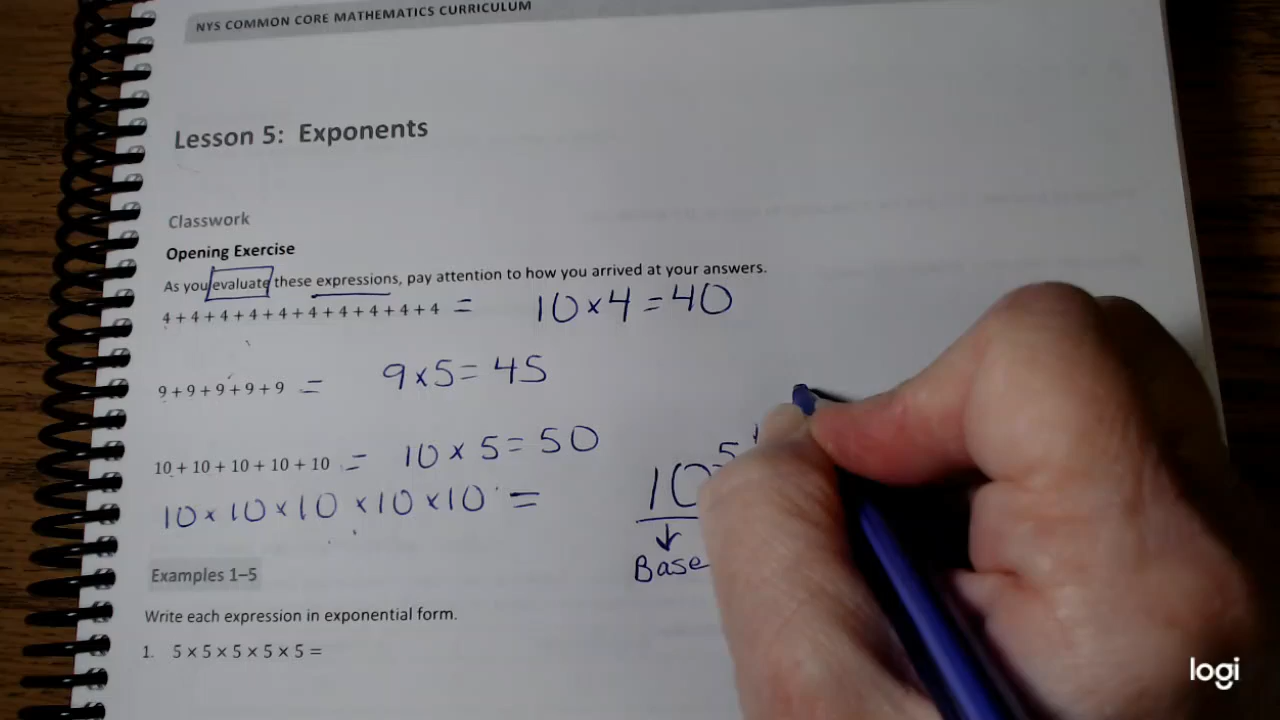 NYS COMMON CORE MATHEMATICS CURRICULUM
Lesson 5: Exponents
Classwork
Opening Exercise
As you evaluate these expressions, pay attention to how you arrived at your answers.
4 + 4 + 4 + 4 + 4 + 4 + 4 + 4 + 4 + 4 = 10 × 4 = 40
9 + 9 + 9 + 9 + 9 = 9 × 5 = 45
10 + 10 + 10 + 10 + 10 = 10 × 5 = 50
10 × 10 × 10 × 10 × 10 = 10⁵
Base
Examples 1–5
Write each expression in exponential form.
1. 5 × 5 × 5 × 5 × 5 =
logi